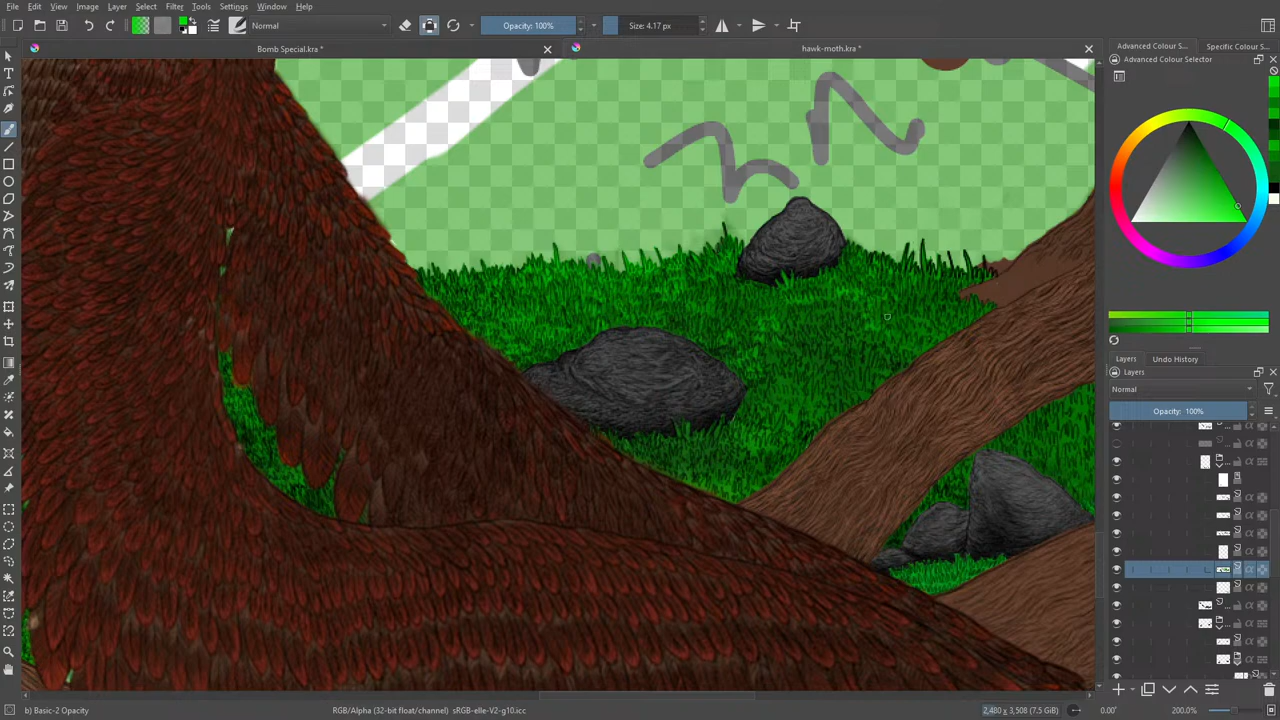 File Edit View Image Layer Select Filter Tools Settings Window Help
Normal Opacity: 100% Size: 4.17 px
Bomb Special.kra * hawk-moth.kra *
Advanced Colour S... Specific Colour S...
Advanced Colour Selector
Layers Undo History
Layers
Normal
Opacity: 100%
b) Basic-2 Opacity RGB/Alpha (32-bit float/channel) sRGB-elle-V2-g10.icc 2,480 x 3,508 (7.5 GiB) 0.00° 200.0%